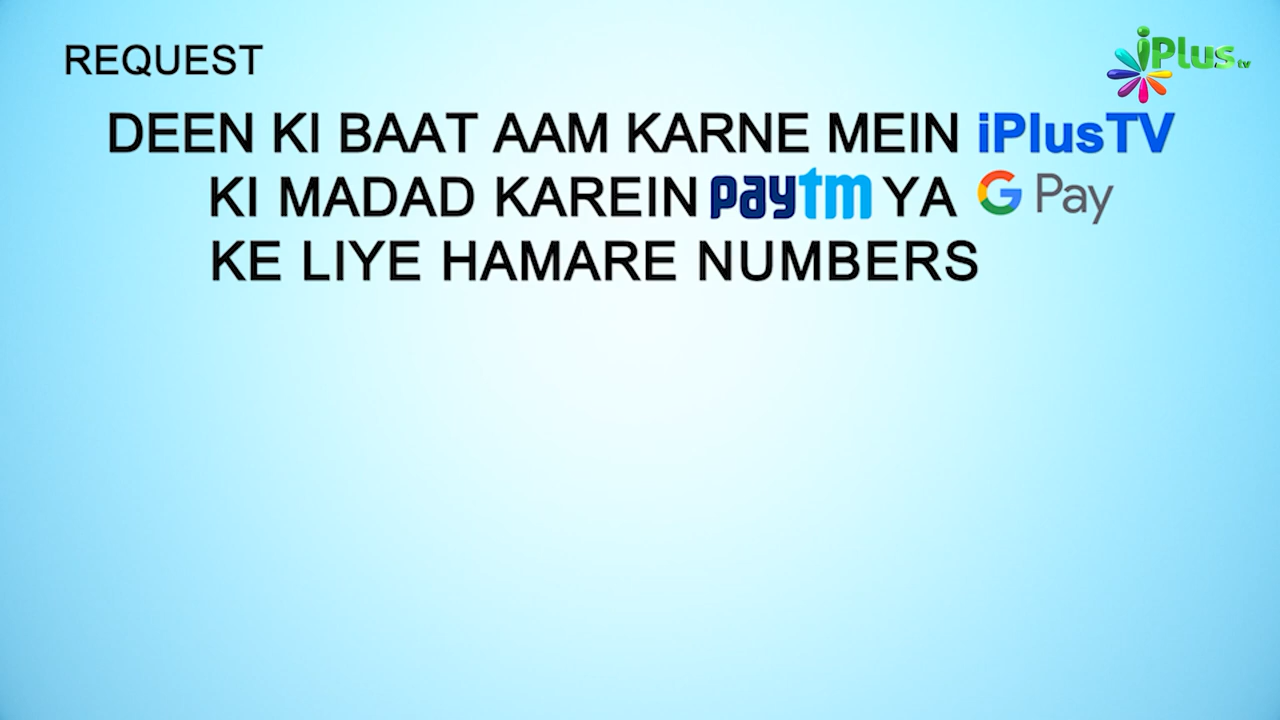 REQUEST
iPlus tv
DEEN KI BAAT AAM KARNE MEIN iPlusTV
KI MADAD KAREIN paytm YA G Pay
KE LIYE HAMARE NUMBERS